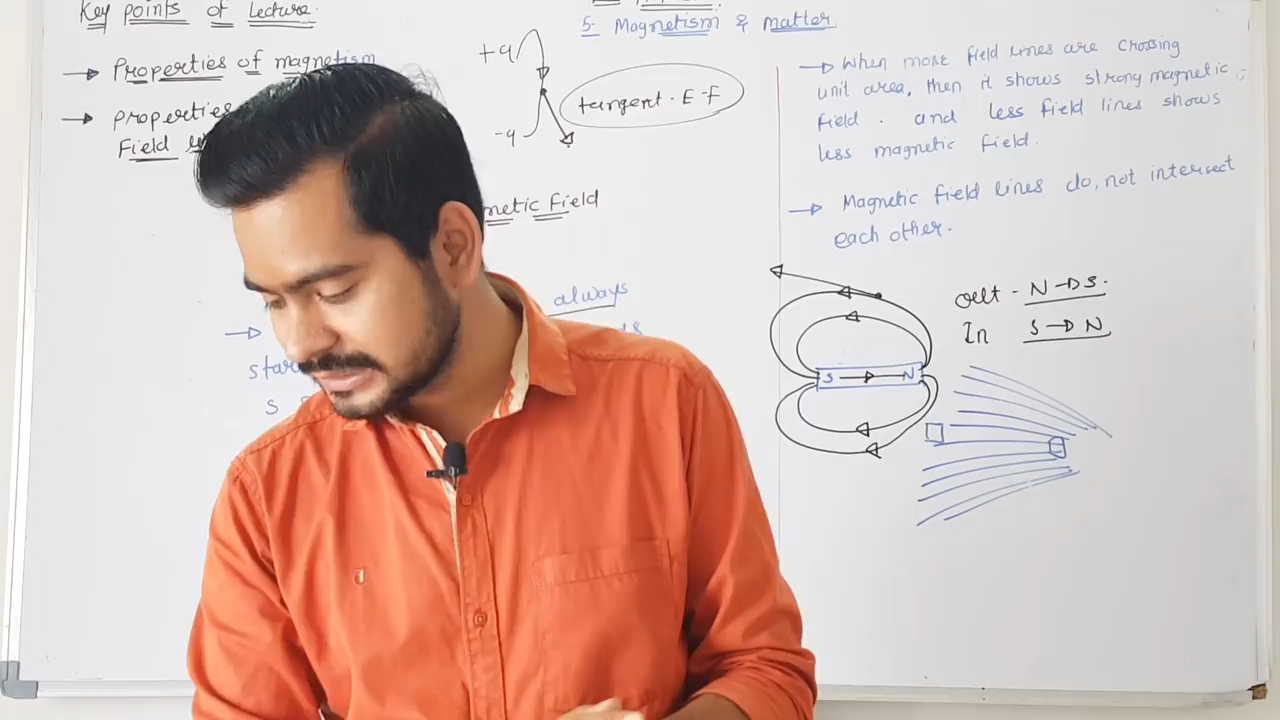 Key points of Lecture.
→ Properties of magnetism
→ properties
Field
5. Magnetism & matter.
+q
-q
tangent. E-F
netic Field
always
→
star
s
→ When more field lines are crossing
unit area, then it shows strong magnetic
field. and less field lines shows
less magnetic field.
→ Magnetic field lines do, not intersect
each other.
out - N→S.
In S→N
S → N